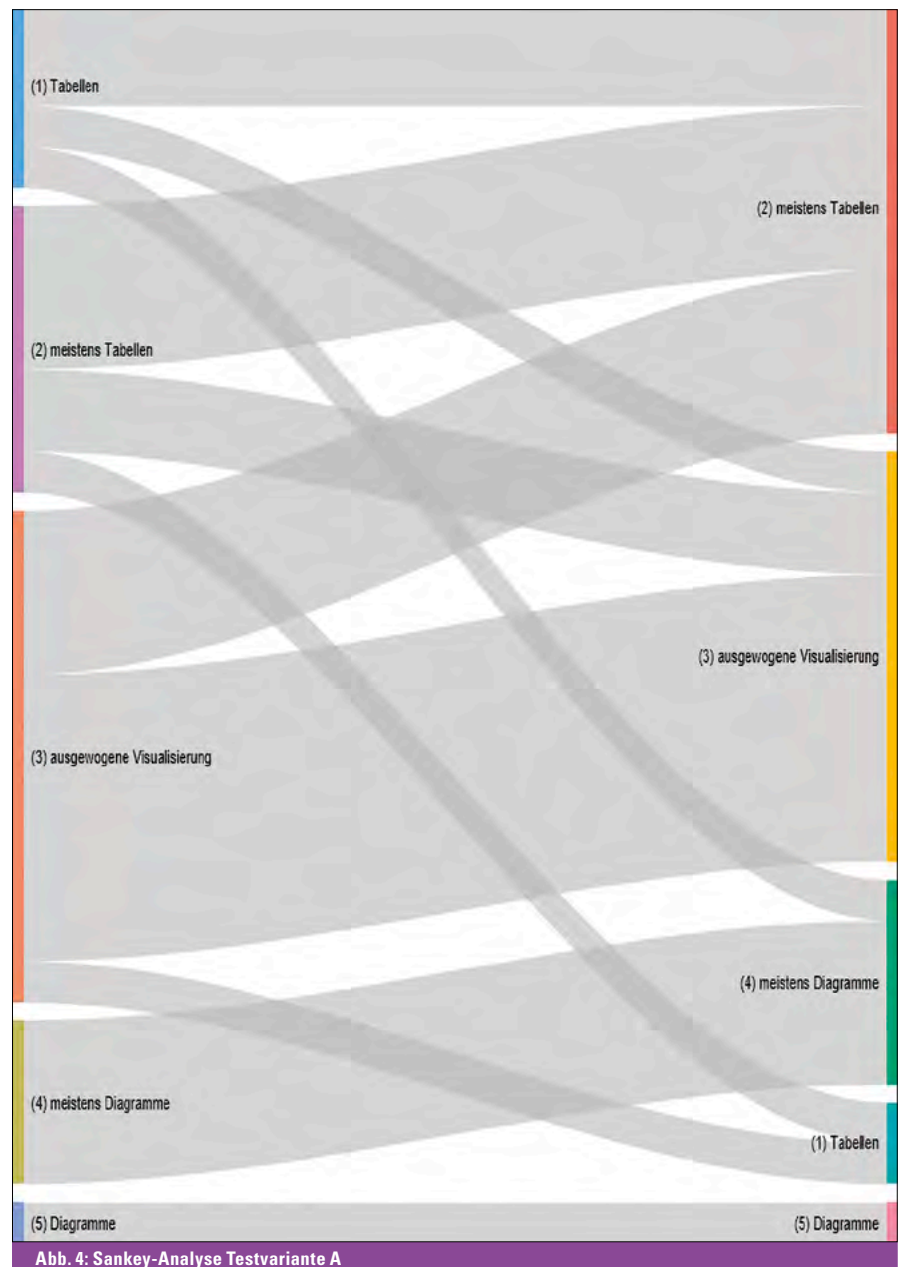 (1) Tabellen
(2) meistens Tabellen
(2) meistens Tabellen
(3) ausgewogene Visualisierung
(3) ausgewogene Visualisierung
(4) meistens Diagramme
(4) meistens Diagramme
(1) Tabellen
(5) Diagramme
(5) Diagramme
Abb. 4: Sankey-Analyse Testvariante A